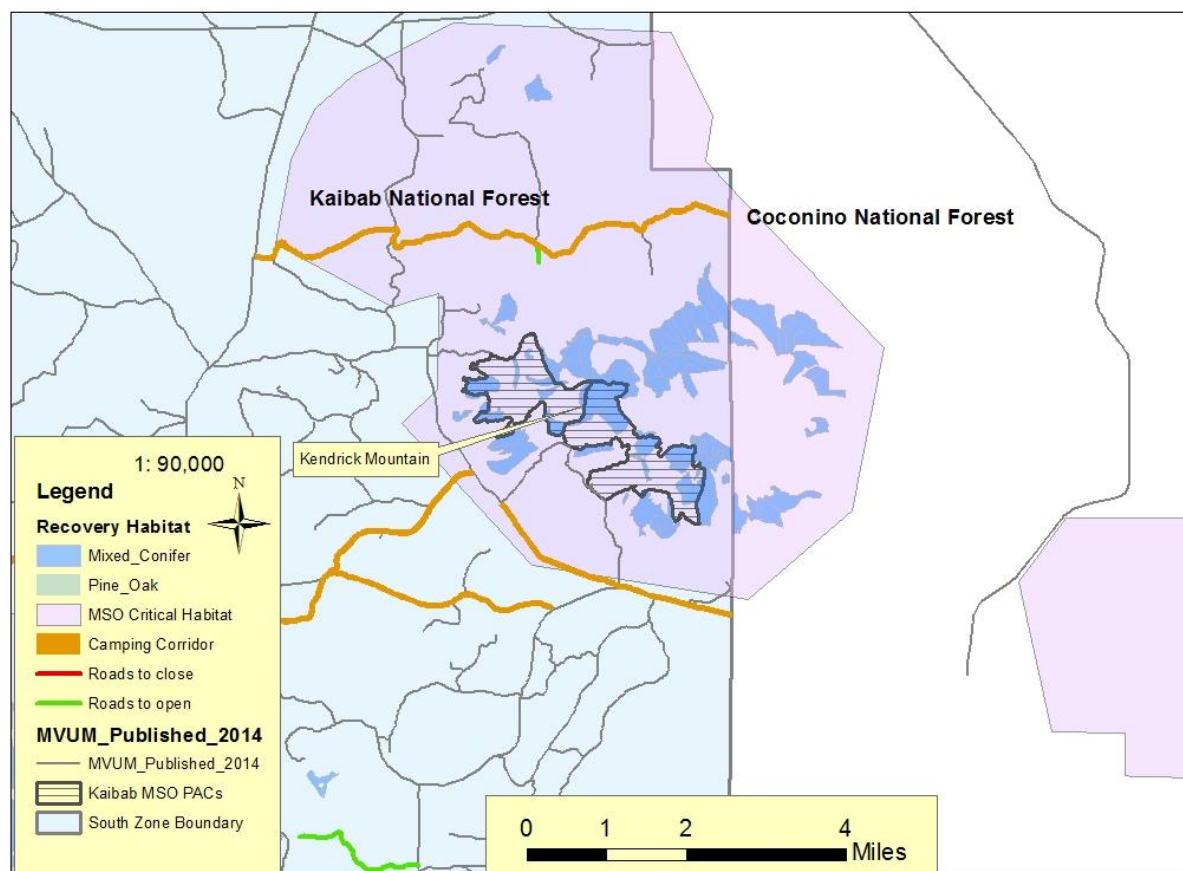 Kaibab National Forest
Coconino National Forest
Kendrick Mountain
1: 90,000
Legend
N
Recovery Habitat
Mixed_Conifer
Pine_Oak
MSO Critical Habitat
Camping Corridor
Roads to close
Roads to open
MVUM_Published_2014
MVUM_Published_2014
Kaibab MSO PACs
South Zone Boundary
0 1 2 4
Miles